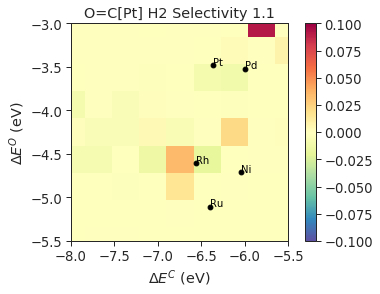 O=C[Pt] H2 Selectivity 1.1
−3.0
−3.5
−4.0
−4.5
−5.0
−5.5
ΔE^O (eV)
Pt
Pd
Rh
Ni
Ru
−8.0 −7.5 −7.0 −6.5 −6.0 −5.5
ΔE^C (eV)
0.100
0.075
0.050
0.025
0.000
−0.025
−0.050
−0.075
−0.100